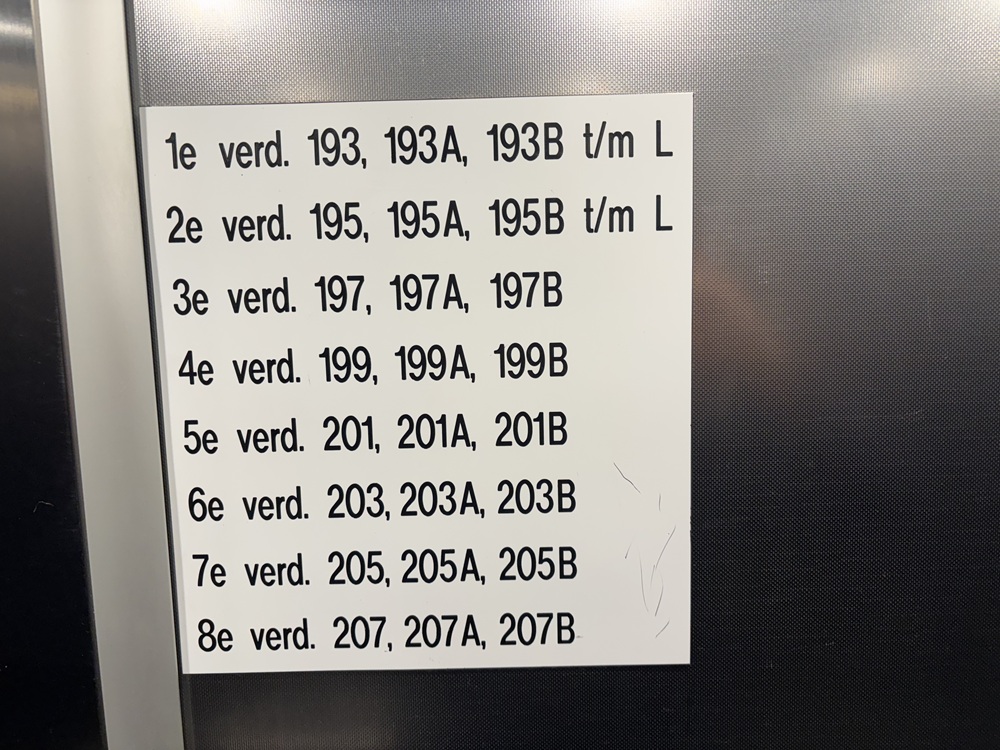 1e verd. 193, 193A, 193B t/m L
2e verd. 195, 195A, 195B t/m L
3e verd. 197, 197A, 197B
4e verd. 199, 199A, 199B
5e verd. 201, 201A, 201B
6e verd. 203, 203A, 203B
7e verd. 205, 205A, 205B
8e verd. 207, 207A, 207B